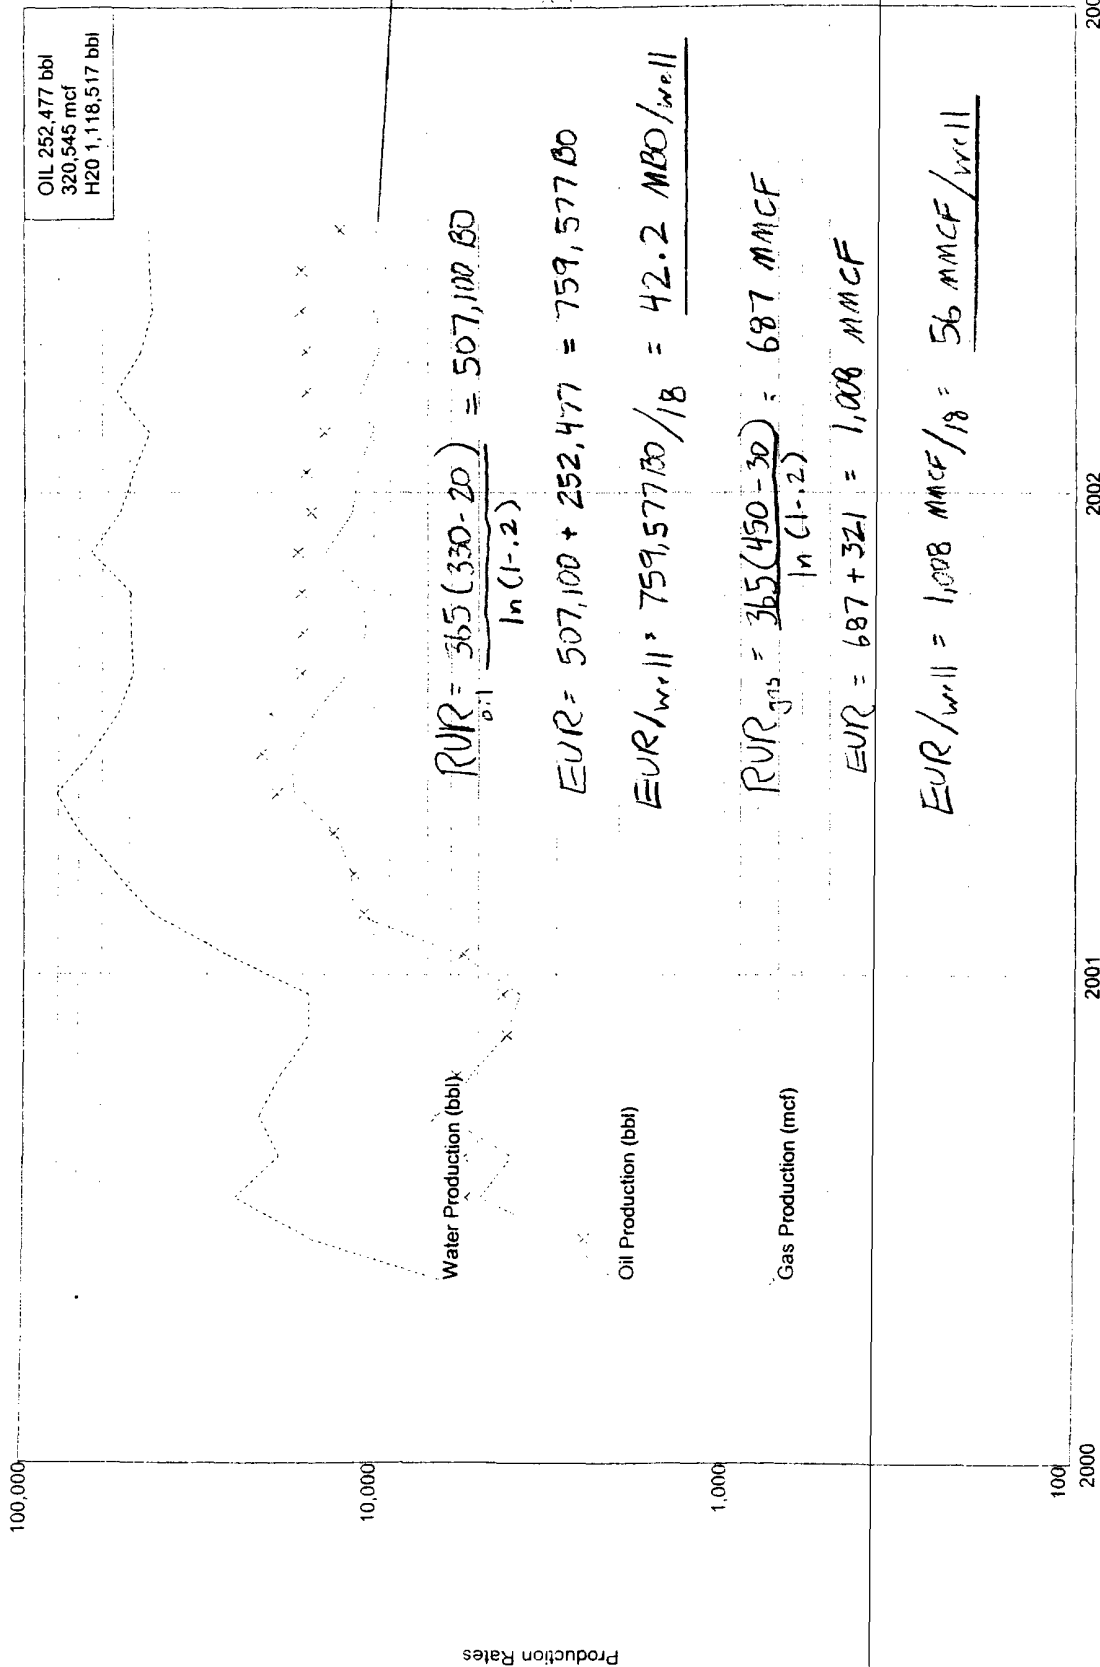 OIL 252,477 bbl
320,545 mcf
H20 1,118,517 bbl
Production Rates
100,000
10,000
1,000
100
Water Production (bbl)
Oil Production (bbl)
Gas Production (mcf)
RUR oil = 365(330-20) / ln(1-.2) = 507,100 BO
EUR = 507,100 + 252,477 = 759,577 BO
EUR/well = 759,577 BO/18 = 42.2 MBO/well
RUR gas = 365(450-30) / ln(1-.2) = 687 MMCF
EUR = 687 + 321 = 1,008 MMCF
EUR/well = 1,008 MMCF/18 = 56 MMCF/well
2000
2001
2002